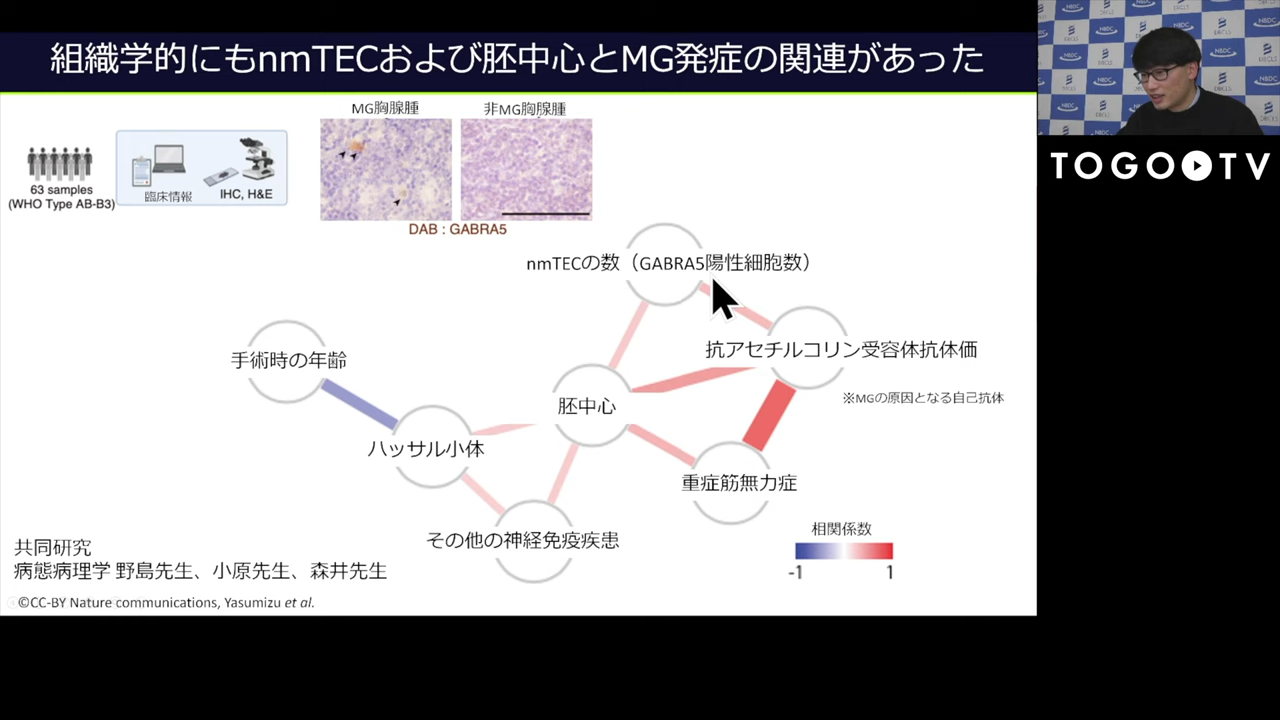 組織学的にもnmTECおよび胚中心とMG発症の関連があった
MG胸腺腫
非MG胸腺腫
63 samples
(WHO Type AB-B3)
臨床情報
IHC, H&E
DAB : GABRA5
nmTECの数（GABRA5陽性細胞数）
手術時の年齢
抗アセチルコリン受容体抗体価
※MGの原因となる自己抗体
胚中心
ハッサル小体
重症筋無力症
その他の神経免疫疾患
相関係数
-1
1
共同研究
病態病理学 野島先生、小原先生、森井先生
©CC-BY Nature communications, Yasumizu et al.
TOGO TV
NBDC
DBCLS